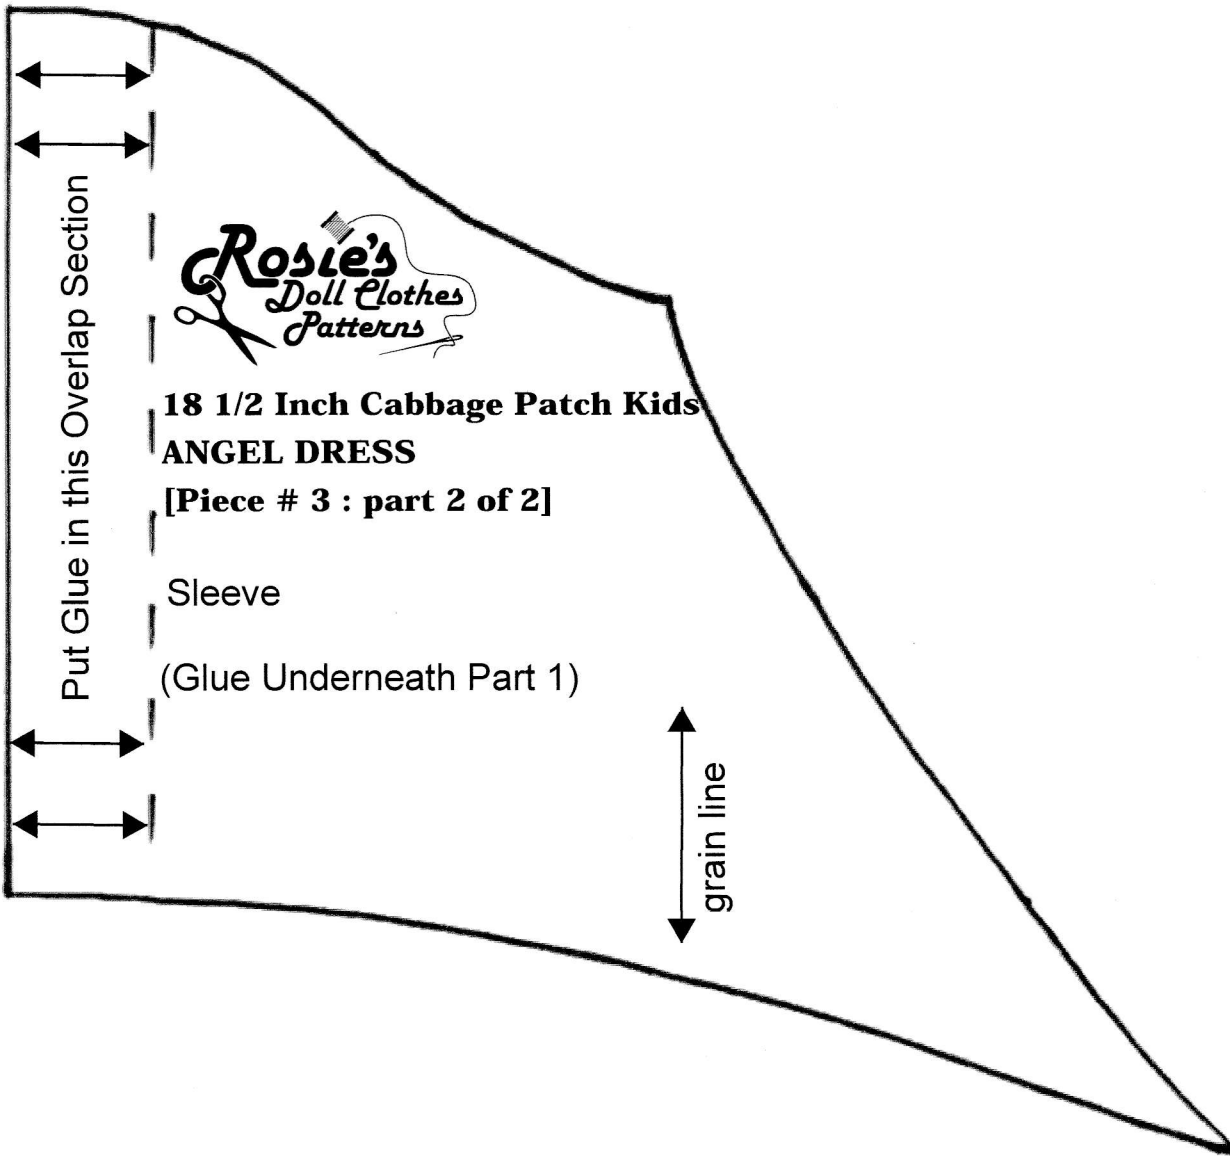 Put Glue in this Overlap Section
Rosie's
Doll Clothes
Patterns
18 1/2 Inch Cabbage Patch Kids
ANGEL DRESS
[Piece # 3 : part 2 of 2]
Sleeve
(Glue Underneath Part 1)
grain line